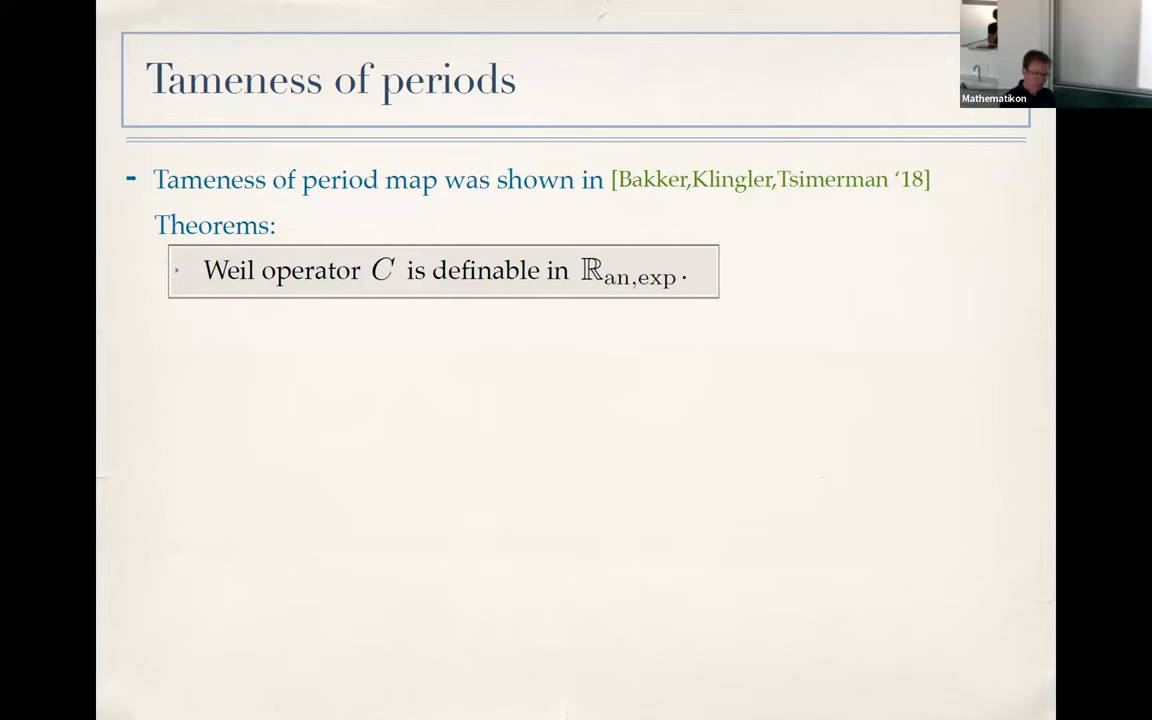 Tameness of periods
Mathematikon
➡ Tameness of period map was shown in [Bakker,Klingler,Tsimerman ‘18]
Theorems:
‣ Weil operator C is definable in ℝan,exp .